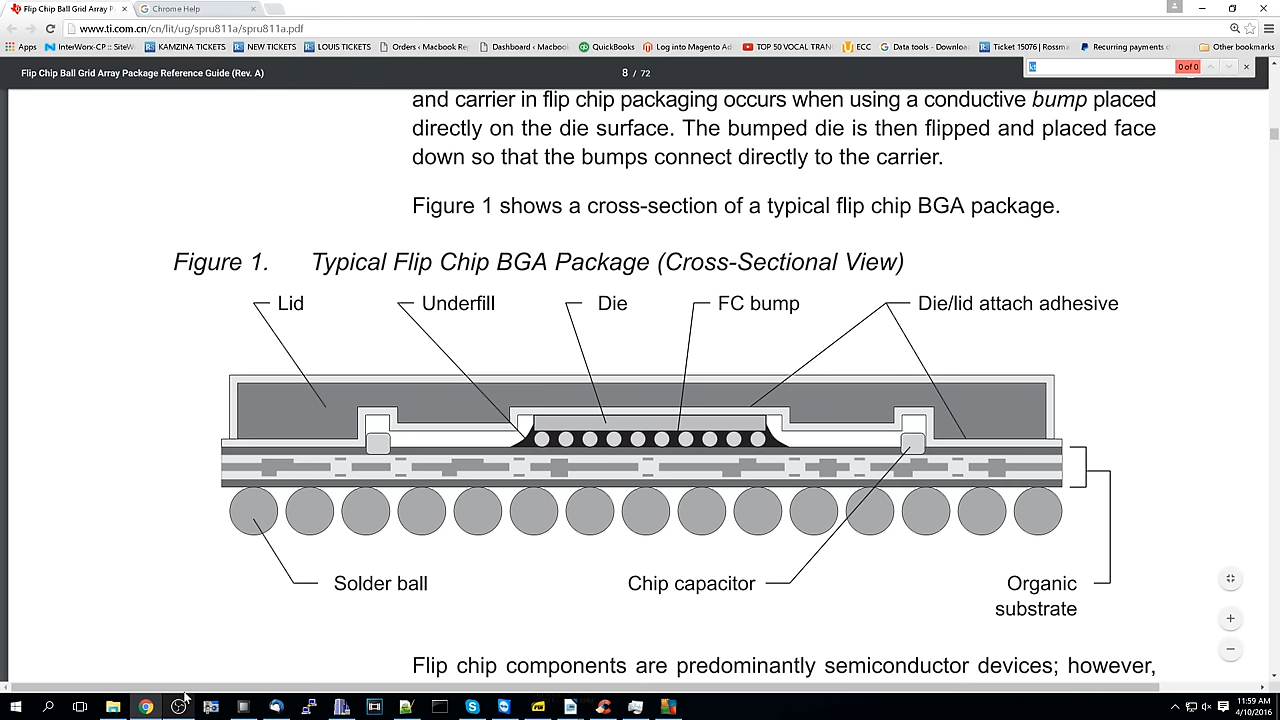 Flip Chip Ball Grid Array P
Chrome Help
www.ti.com.cn/cn/lit/ug/spru811a/spru811a.pdf
Apps
InterWorx-CP :: SiteW
KAMZINA TICKETS
NEW TICKETS
LOUIS TICKETS
Orders ‹ Macbook Re
Dashboard ‹ Macboo
QuickBooks
Log into Magento Ad
TOP 50 VOCAL TRAN
ECC
Data tools - Downloa
Ticket 15076 | Rossm
Recurring payments
Other bookmarks
Flip Chip Ball Grid Array Package Reference Guide (Rev. A)
8 / 72
0 of 0
and carrier in flip chip packaging occurs when using a conductive bump placed
directly on the die surface. The bumped die is then flipped and placed face
down so that the bumps connect directly to the carrier.
Figure 1 shows a cross-section of a typical flip chip BGA package.
Figure 1. Typical Flip Chip BGA Package (Cross-Sectional View)
Lid
Underfill
Die
FC bump
Die/lid attach adhesive
Solder ball
Chip capacitor
Organic
substrate
Flip chip components are predominantly semiconductor devices; however,
11:59 AM
4/10/2016